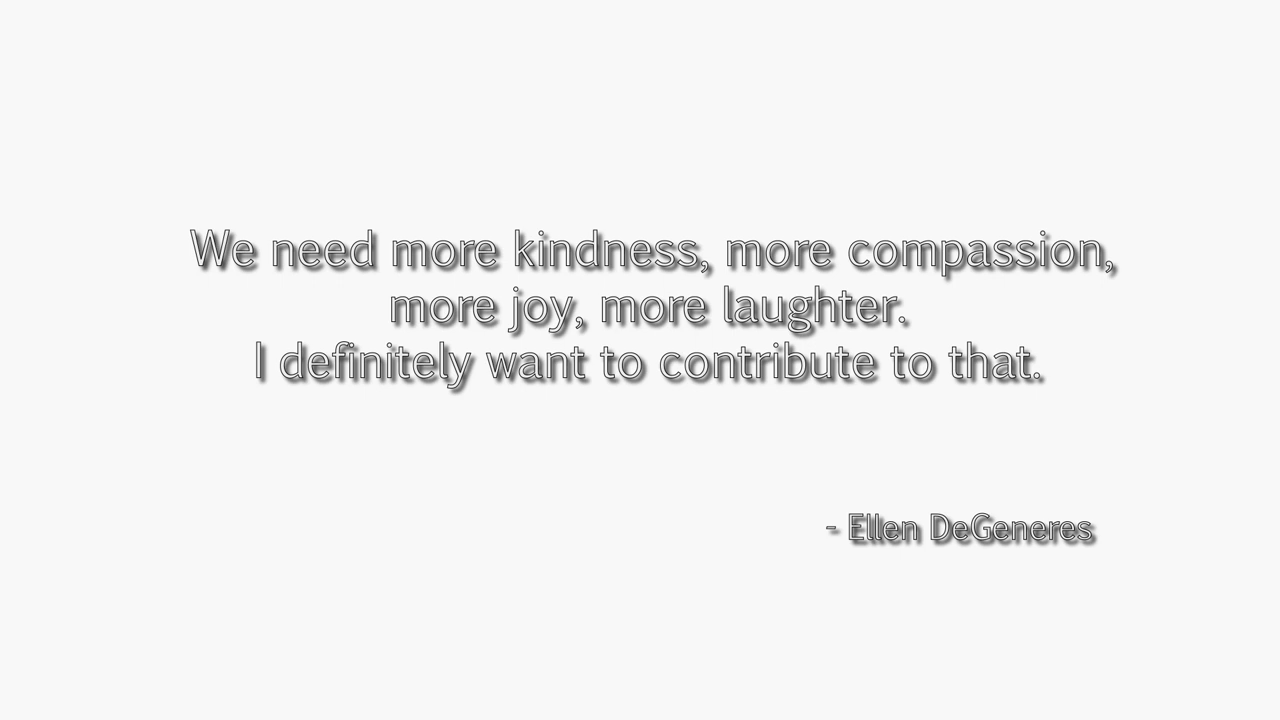 We need more kindness, more compassion,
more joy, more laughter.
I definitely want to contribute to that.
- Ellen DeGeneres